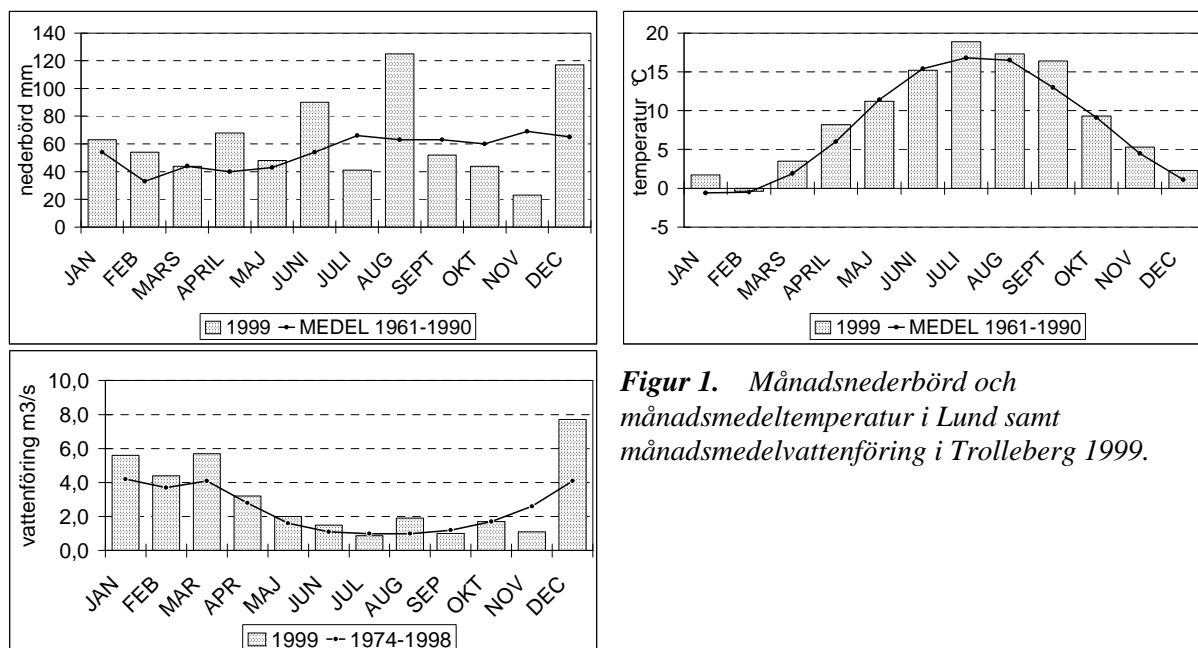 nederbörd mm
140
120
100
80
60
40
20
0
JAN FEB MARS APRIL MAJ JUNI JULI AUG SEPT OKT NOV DEC
1999 MEDEL 1961-1990
temperatur °C
20
15
10
5
0
-5
JAN FEB MARS APRIL MAJ JUNI JULI AUG SEPT OKT NOV DEC
1999 MEDEL 1961-1990
vattenföring m3/s
10,0
8,0
6,0
4,0
2,0
0,0
JAN FEB MAR APR MAJ JUN JUL AUG SEP OKT NOV DEC
1999 1974-1998
Figur 1. Månadsnederbörd och
månadsmedeltemperatur i Lund samt
månadsmedelvattenföring i Trolleberg 1999.